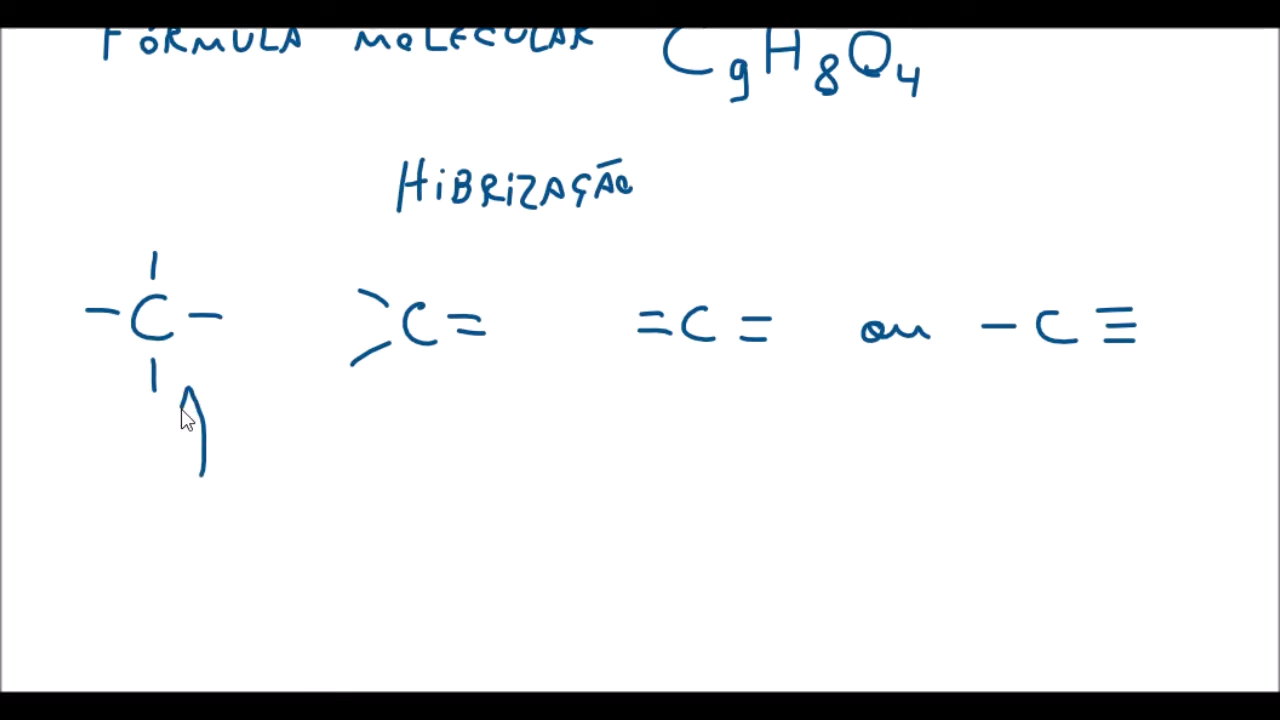 FÓRMULA MOLECULAR C9H8O4
HiBRiZAÇÃO
-C- >C= =C= ou -C≡